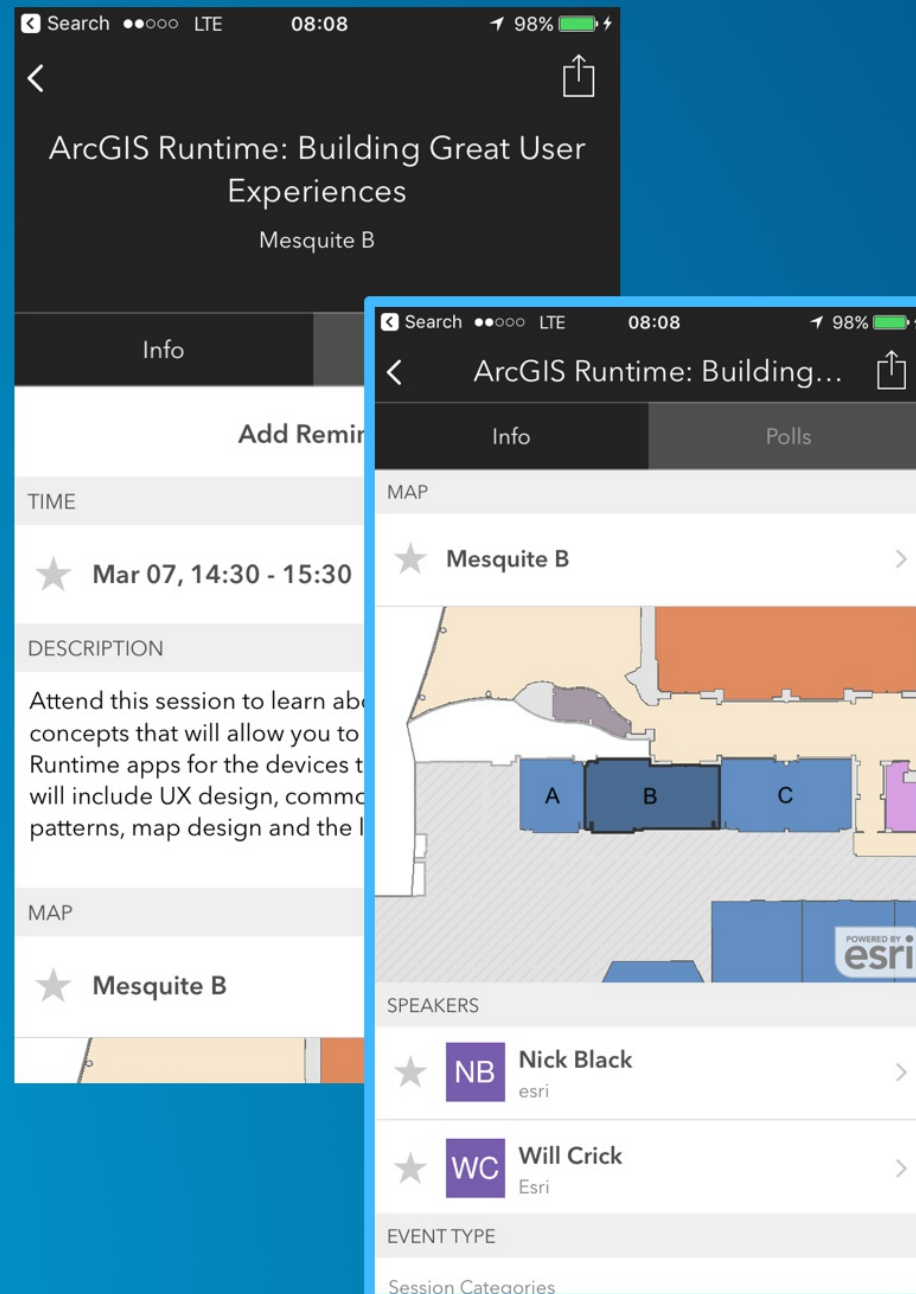 Search LTE 08:08 98%
ArcGIS Runtime: Building Great User
Experiences
Mesquite B
Info
Add Remin
TIME
Mar 07, 14:30 - 15:30
DESCRIPTION
Attend this session to learn abo
concepts that will allow you to
Runtime apps for the devices t
will include UX design, commo
patterns, map design and the l
MAP
Mesquite B
Search LTE 08:08 98%
ArcGIS Runtime: Building...
Info Polls
MAP
Mesquite B
A B C
POWERED BY
esri
SPEAKERS
NB Nick Black
esri
WC Will Crick
Esri
EVENT TYPE
Session Categories